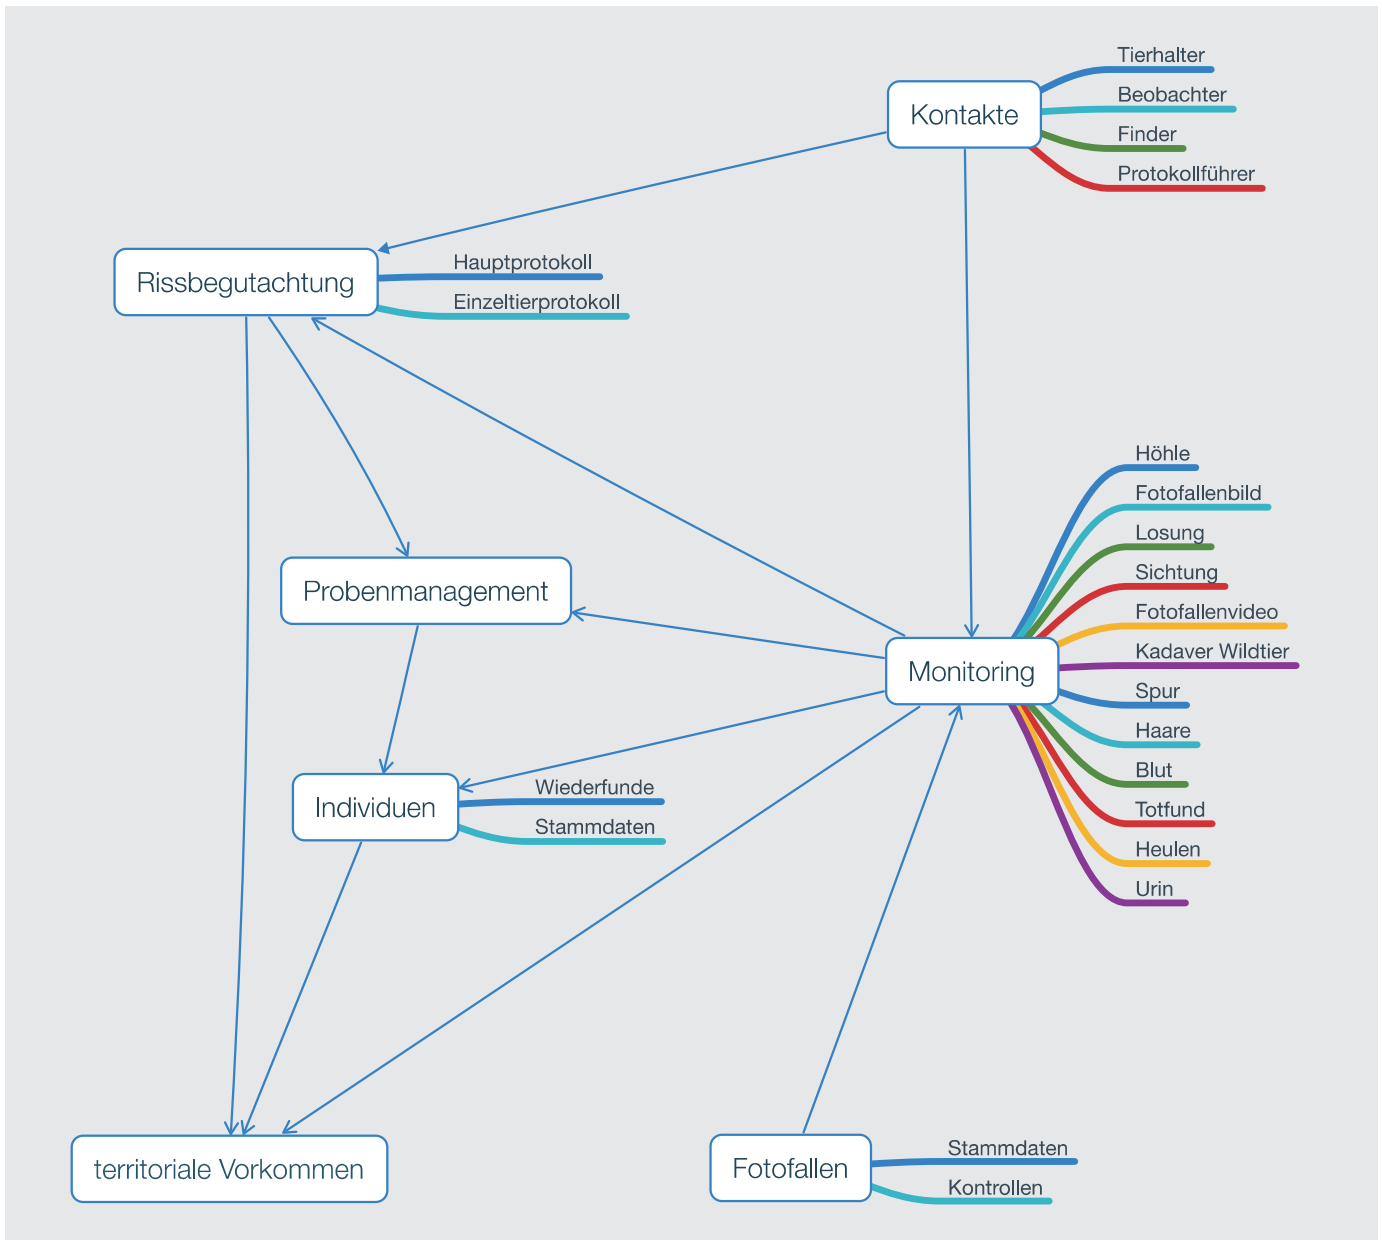 Kontakte
Tierhalter
Beobachter
Finder
Protokollführer
Rissbegutachtung
Hauptprotokoll
Einzeltierprotokoll
Probenmanagement
Monitoring
Höhle
Fotofallenbild
Losung
Sichtung
Fotofallenvideo
Kadaver Wildtier
Spur
Haare
Blut
Totfund
Heulen
Urin
Individuen
Wiederfunde
Stammdaten
territoriale Vorkommen
Fotofallen
Stammdaten
Kontrollen